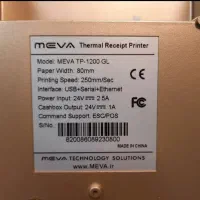 MEVA Thermal Receipt Printer
Model: MEVA TP-1200 GL
Paper Width: 80mm
Printing Speed: 250mm/Sec
Interface: USB+Serial+Ethernet
Power Input: 24V⎓2.5A
Cashbox Output: 24V⎓1A
Command Support: ESC/POS
S/No.
820086089230800
MADE IN CHINA
MEVA TECHNOLOGY SOLUTIONS
www.MEVA.ir